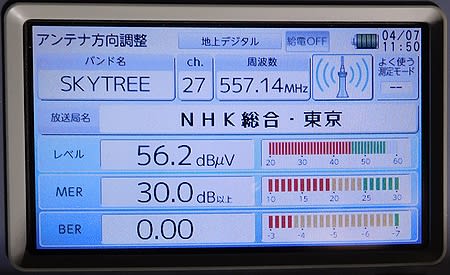 アンテナ方向調整 地上デジタル 給電OFF 04/07
11:50
バンド名 ch. 周波数 よく使う
測定モード
SKYTREE 27 557.14MHz --
放送局名 NHK総合・東京
レベル 56.2dBμV
20 30 40 50 60
MER 30.0dB以上
10 15 20 25 30
BER 0.00
-3 -4 -5 -6 -7